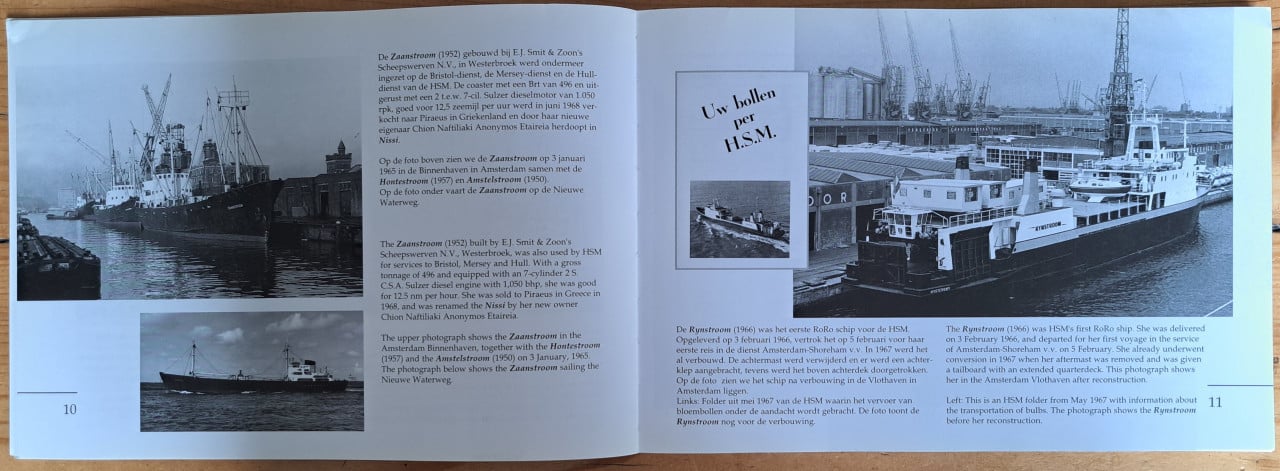 De Zaanstroom (1952) gebouwd bij E.J. Smit & Zoon's
Scheepswerven N.V., in Westerbroek werd ondermeer
ingezet op de Bristol-dienst, de Mersey-dienst en de Hull-
dienst van de HSM. De coaster met een Brt van 496 en uit-
gerust met een 2 t.e.w. 7-cil. Sulzer dieselmotor van 1.050
rpk, goed voor 12,5 zeemijl per uur werd in juni 1968 ver-
kocht naar Piraeus in Griekenland en door haar nieuwe
eigenaar Chion Naftiliaki Anonymos Etaireia herdoopt in
Nissi.
Op de foto boven zien we de Zaanstroom op 3 januari
1965 in de Binnenhaven in Amsterdam samen met de
Hontestroom (1957) en Amstelstroom (1950).
Op de foto onder vaart de Zaanstroom op de Nieuwe
Waterweg.
The Zaanstroom (1952) built by E.J. Smit & Zoon's
Scheepswerven N.V., Westerbroek, was also used by HSM
for services to Bristol, Mersey and Hull. With a gross
tonnage of 496 and equipped with an 7-cylinder 2 S.
C.S.A. Sulzer diesel engine with 1,050 bhp, she was good
for 12.5 nm per hour. She was sold to Piraeus in Greece in
1968, and was renamed the Nissi by her new owner
Chion Naftiliaki Anonymos Etaireia.
The upper photograph shows the Zaanstroom in the
Amsterdam Binnenhaven, together with the Hontestroom
(1957) and the Amstelstroom (1950) on 3 January, 1965.
The photograph below shows the Zaanstroom sailing the
Nieuwe Waterweg.
10
Uw bollen
per
H.S.M.
RYNSTROOM
De Rynstroom (1966) was het eerste RoRo schip voor de HSM.
Opgeleverd op 3 februari 1966, vertrok het op 5 februari voor haar
eerste reis in de dienst Amsterdam-Shoreham v.v. In 1967 werd het
al verbouwd. De achtermast werd verwijderd en er werd een achter-
klep aangebracht, tevens werd het boven achterdek doorgetrokken.
Op de foto zien we het schip na verbouwing in de Vlothaven in
Amsterdam liggen.
Links: Folder uit mei 1967 van de HSM waarin het vervoer van
bloembollen onder de aandacht wordt gebracht. De foto toont de
Rynstroom nog voor de verbouwing.
The Rynstroom (1966) was HSM's first RoRo ship. She was delivered
on 3 February 1966, and departed for her first voyage in the service
of Amsterdam-Shoreham v.v. on 5 February. She already underwent
conversion in 1967 when her aftermast was removed and was given
a tailboard with an extended quarterdeck. This photograph shows
her in the Amsterdam Vlothaven after reconstruction.
Left: This is an HSM folder from May 1967 with information about
the transportation of bulbs. The photograph shows the Rynstroom
before her reconstruction.
11